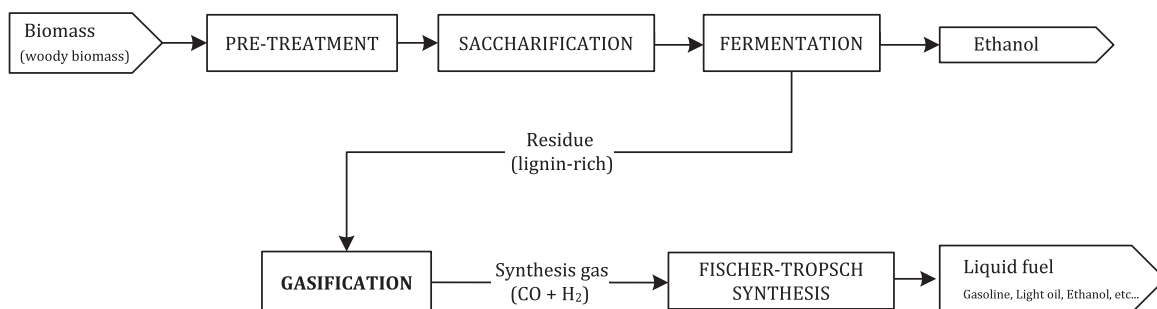 Biomass
(woody biomass)
PRE-TREATMENT
SACCHARIFICATION
FERMENTATION
Ethanol
Residue
(lignin-rich)
GASIFICATION
Synthesis gas
(CO + H₂)
FISCHER-TROPSCH
SYNTHESIS
Liquid fuel
Gasoline, Light oil, Ethanol, etc...